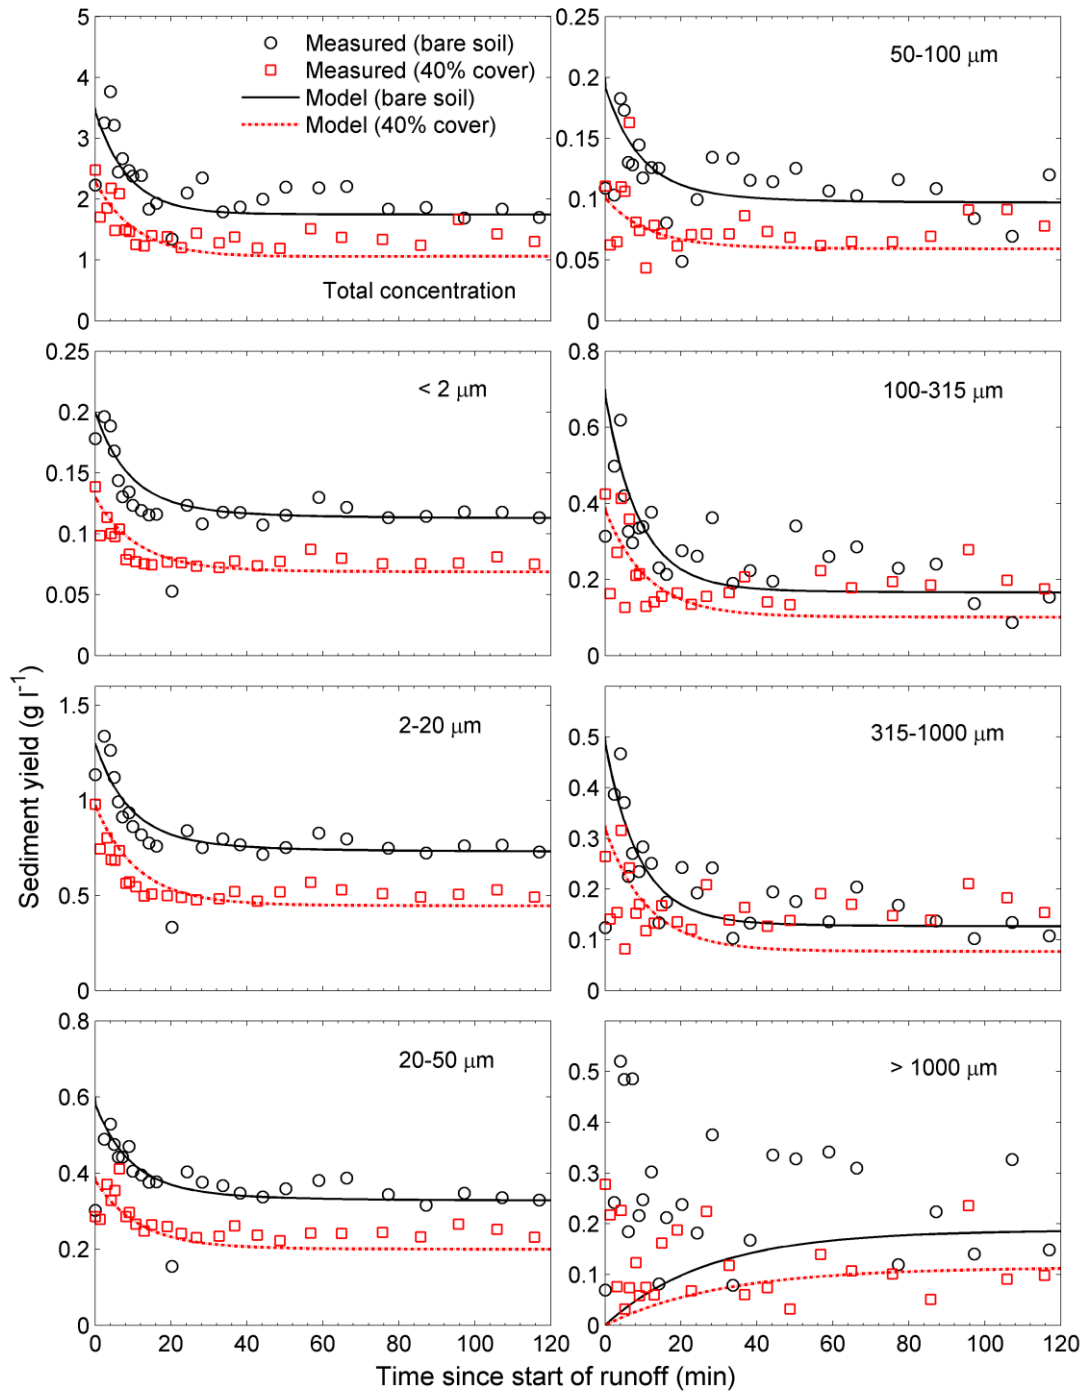 Measured (bare soil)
Measured (40% cover)
Model (bare soil)
Model (40% cover)
Total concentration
5
4
3
2
1
0
50-100 μm
0.25
0.2
0.15
0.1
0.05
0
< 2 μm
0.25
0.2
0.15
0.1
0.05
0
100-315 μm
0.8
0.6
0.4
0.2
0
2-20 μm
1.5
1
0.5
0
315-1000 μm
0.5
0.4
0.3
0.2
0.1
0
20-50 μm
0.8
0.6
0.4
0.2
0
0 20 40 60 80 100 120
> 1000 μm
0.5
0.4
0.3
0.2
0.1
0
0 20 40 60 80 100 120
Sediment yield (g l⁻¹)
Time since start of runoff (min)